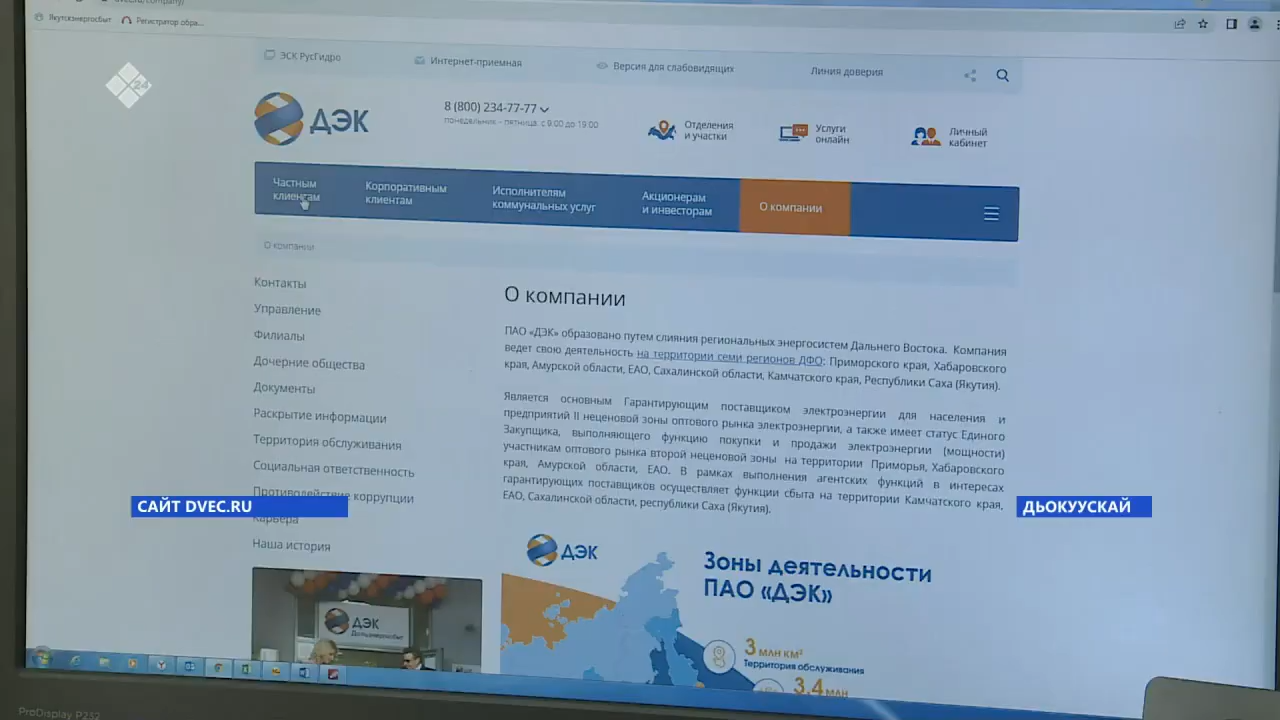 dvec.ru/company/
Якутскэнергосбыт
Регистратор обра...
ЭСК РусГидро
Интернет-приемная
Версия для слабовидящих
Линия доверия
24
ДЭК
8 (800) 234-77-77
понедельник - пятница, с 9:00 до 19:00
Отделения
и участки
Услуги
онлайн
Личный
кабинет
Частным
клиентам
Корпоративным
клиентам
Исполнителям
коммунальных услуг
Акционерам
и инвесторам
О компании
О компании
Контакты
Управление
Филиалы
Дочерние общества
Документы
Раскрытие информации
Территория обслуживания
Социальная ответственность
Противодействие коррупции
Карьера
Наша история
О компании
ПАО «ДЭК» образовано путем слияния региональных энергосистем Дальнего Востока. Компания
ведет свою деятельность на территории семи регионов ДФО: Приморского края, Хабаровского
края, Амурской области, ЕАО, Сахалинской области, Камчатского края, Республики Саха (Якутия).
Является основным Гарантирующим поставщиком электроэнергии для населения и
предприятий II неценовой зоны оптового рынка электроэнергии, а также имеет статус Единого
Закупщика, выполняющего функцию покупки и продажи электроэнергии (мощности)
участникам оптового рынка второй неценовой зоны на территории Приморья, Хабаровского
края, Амурской области, ЕАО. В рамках выполнения агентских функций в интересах
гарантирующих поставщиков осуществляет функции сбыта на территории Камчатского края,
ЕАО, Сахалинской области, республики Саха (Якутия).
САЙТ DVEC.RU
ДЬОКУУСКАЙ
ДЭК
Зоны деятельности
ПАО «ДЭК»
3 млн км²
Территория обслуживания
3,4 млн
ДЭК
Дальэнергосбыт
ProDisplay P232